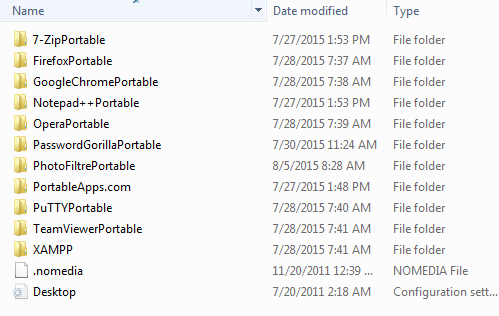 Name Date modified Type
7-ZipPortable 7/27/2015 1:53 PM File folder
FirefoxPortable 7/28/2015 7:37 AM File folder
GoogleChromePortable 7/28/2015 7:38 AM File folder
Notepad++Portable 7/27/2015 1:53 PM File folder
OperaPortable 7/28/2015 7:39 AM File folder
PasswordGorillaPortable 7/30/2015 11:24 AM File folder
PhotoFiltrePortable 8/5/2015 8:28 AM File folder
PortableApps.com 7/27/2015 1:48 PM File folder
PuTTYPortable 7/28/2015 7:40 AM File folder
TeamViewerPortable 7/28/2015 7:41 AM File folder
XAMPP 7/28/2015 7:41 AM File folder
.nomedia 11/20/2011 12:39 ... NOMEDIA File
Desktop 7/20/2011 2:18 AM Configuration sett...